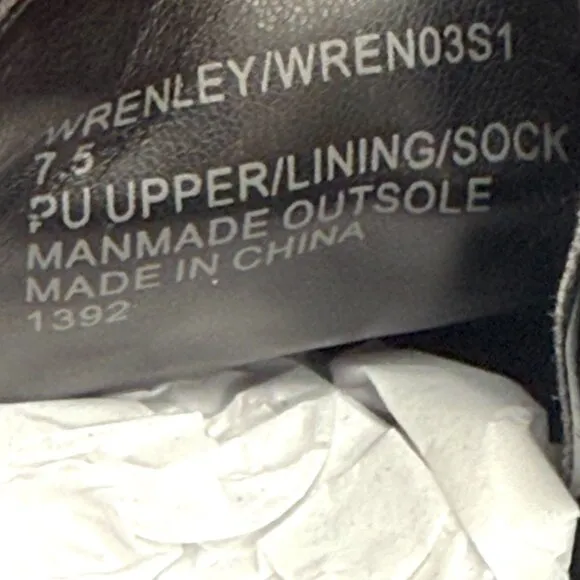 WRENLEY/WREN03S1
7.5
PU UPPER/LINING/SOCK
MANMADE OUTSOLE
MADE IN CHINA
1392